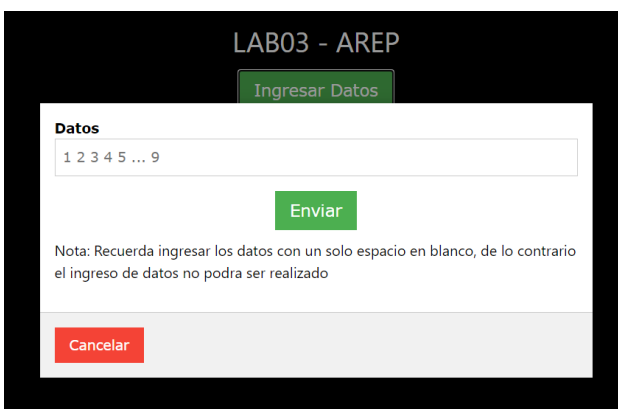 LAB03 - AREP
Ingresar Datos
Datos
1 2 3 4 5 ... 9
Enviar
Nota: Recuerda ingresar los datos con un solo espacio en blanco, de lo contrario
el ingreso de datos no podra ser realizado
Cancelar